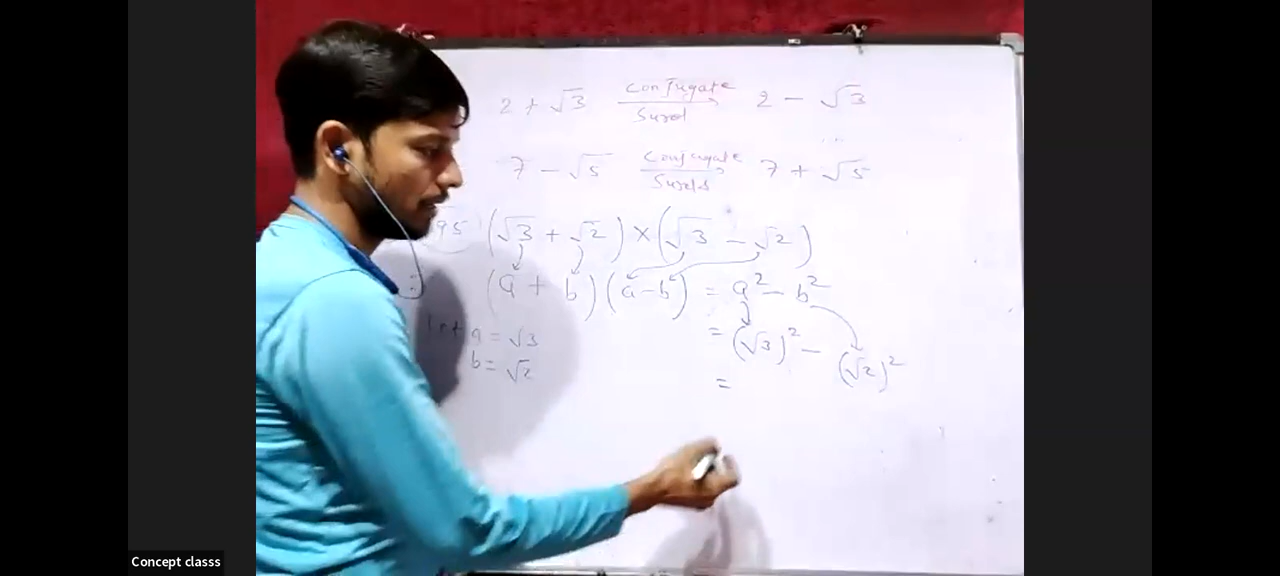 2 + √3 Conjugate Surd 2 - √3
7 - √5 Conjugate Surds 7 + √5
(√3 + √2) × (√3 - √2)
(a + b) (a - b) = a² - b²
Let a = √3
= (√3)² - (√2)²
b = √2
=
Concept classs